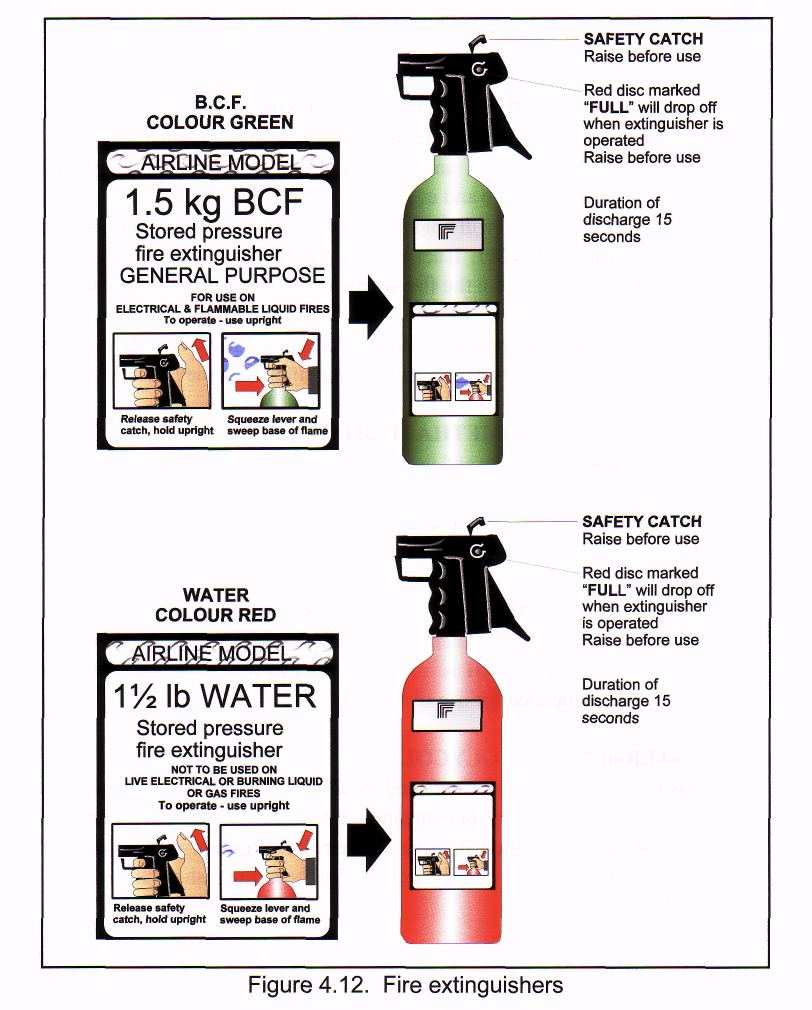 B.C.F.
COLOUR GREEN
AIRLINE MODEL
1.5 kg BCF
Stored pressure
fire extinguisher
GENERAL PURPOSE
FOR USE ON
ELECTRICAL & FLAMMABLE LIQUID FIRES
To operate - use upright
Release safety
catch, hold upright
Squeeze lever and
sweep base of flame
SAFETY CATCH
Raise before use
Red disc marked
“FULL” will drop off
when extinguisher is
operated
Raise before use
Duration of
discharge 15
seconds
WATER
COLOUR RED
AIRLINE MODEL
1½ lb WATER
Stored pressure
fire extinguisher
NOT TO BE USED ON
LIVE ELECTRICAL OR BURNING LIQUID
OR GAS FIRES
To operate - use upright
Release safety
catch, hold upright
Squeeze lever and
sweep base of flame
SAFETY CATCH
Raise before use
Red disc marked
“FULL” will drop off
when extinguisher
is operated
Raise before use
Duration of
discharge 15
seconds
Figure 4.12. Fire extinguishers